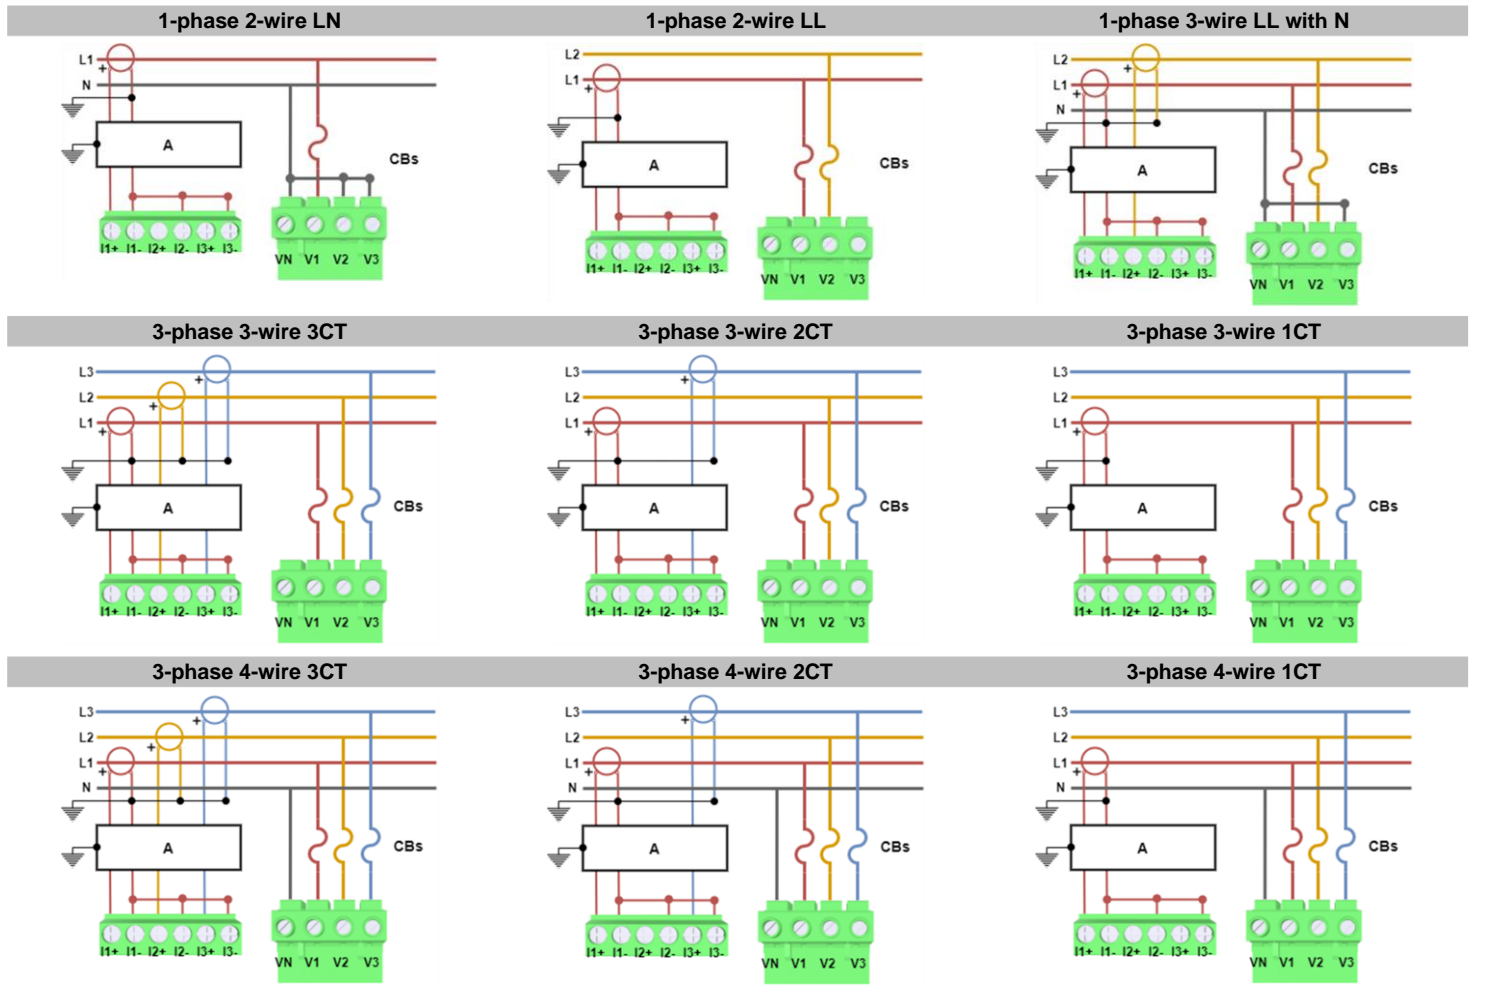 1-phase 2-wire LN
1-phase 2-wire LL
1-phase 3-wire LL with N
L1
+
N
A
CBs
I1+ I1- I2+ I2- I3+ I3-
VN V1 V2 V3
L2
L1
+
A
CBs
I1+ I1- I2+ I2- I3+ I3-
VN V1 V2 V3
L2
+
L1
+
N
A
CBs
I1+ I1- I2+ I2- I3+ I3-
VN V1 V2 V3
3-phase 3-wire 3CT
3-phase 3-wire 2CT
3-phase 3-wire 1CT
L3
+
L2
+
L1
+
A
CBs
I1+ I1- I2+ I2- I3+ I3-
VN V1 V2 V3
L3
+
L2
L1
+
A
CBs
I1+ I1- I2+ I2- I3+ I3-
VN V1 V2 V3
L3
L2
L1
+
A
CBs
I1+ I1- I2+ I2- I3+ I3-
VN V1 V2 V3
3-phase 4-wire 3CT
3-phase 4-wire 2CT
3-phase 4-wire 1CT
L3
+
L2
+
L1
+
N
A
CBs
I1+ I1- I2+ I2- I3+ I3-
VN V1 V2 V3
L3
+
L2
L1
+
N
A
CBs
I1+ I1- I2+ I2- I3+ I3-
VN V1 V2 V3
L3
L2
L1
+
N
A
CBs
I1+ I1- I2+ I2- I3+ I3-
VN V1 V2 V3